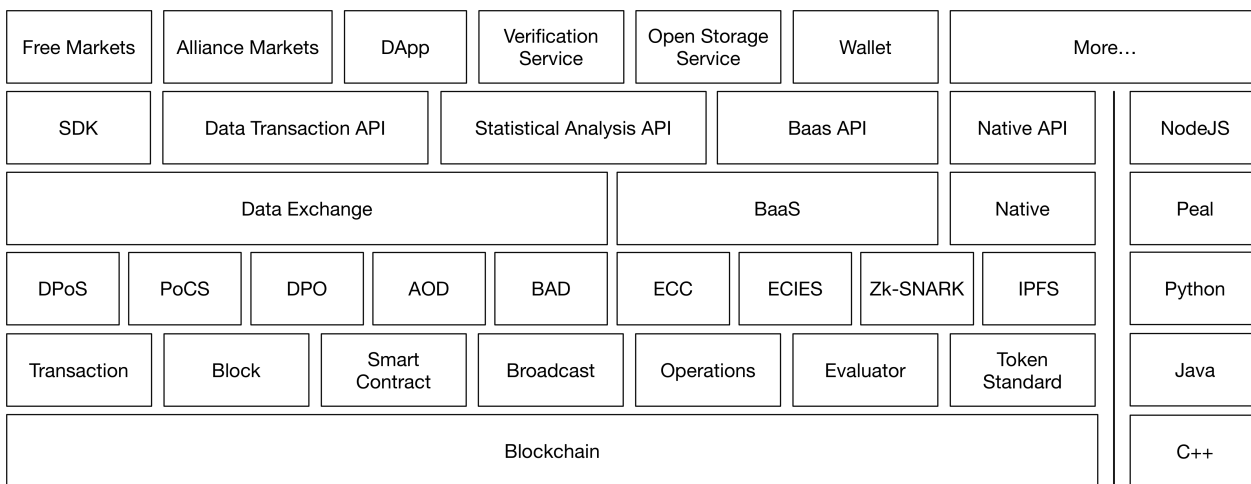 Free Markets
Alliance Markets
DApp
Verification
Service
Open Storage
Service
Wallet
More...
SDK
Data Transaction API
Statistical Analysis API
Baas API
Native API
NodeJS
Data Exchange
BaaS
Native
Peal
DPoS
PoCS
DPO
AOD
BAD
ECC
ECIES
Zk-SNARK
IPFS
Python
Transaction
Block
Smart
Contract
Broadcast
Operations
Evaluator
Token
Standard
Java
Blockchain
C++